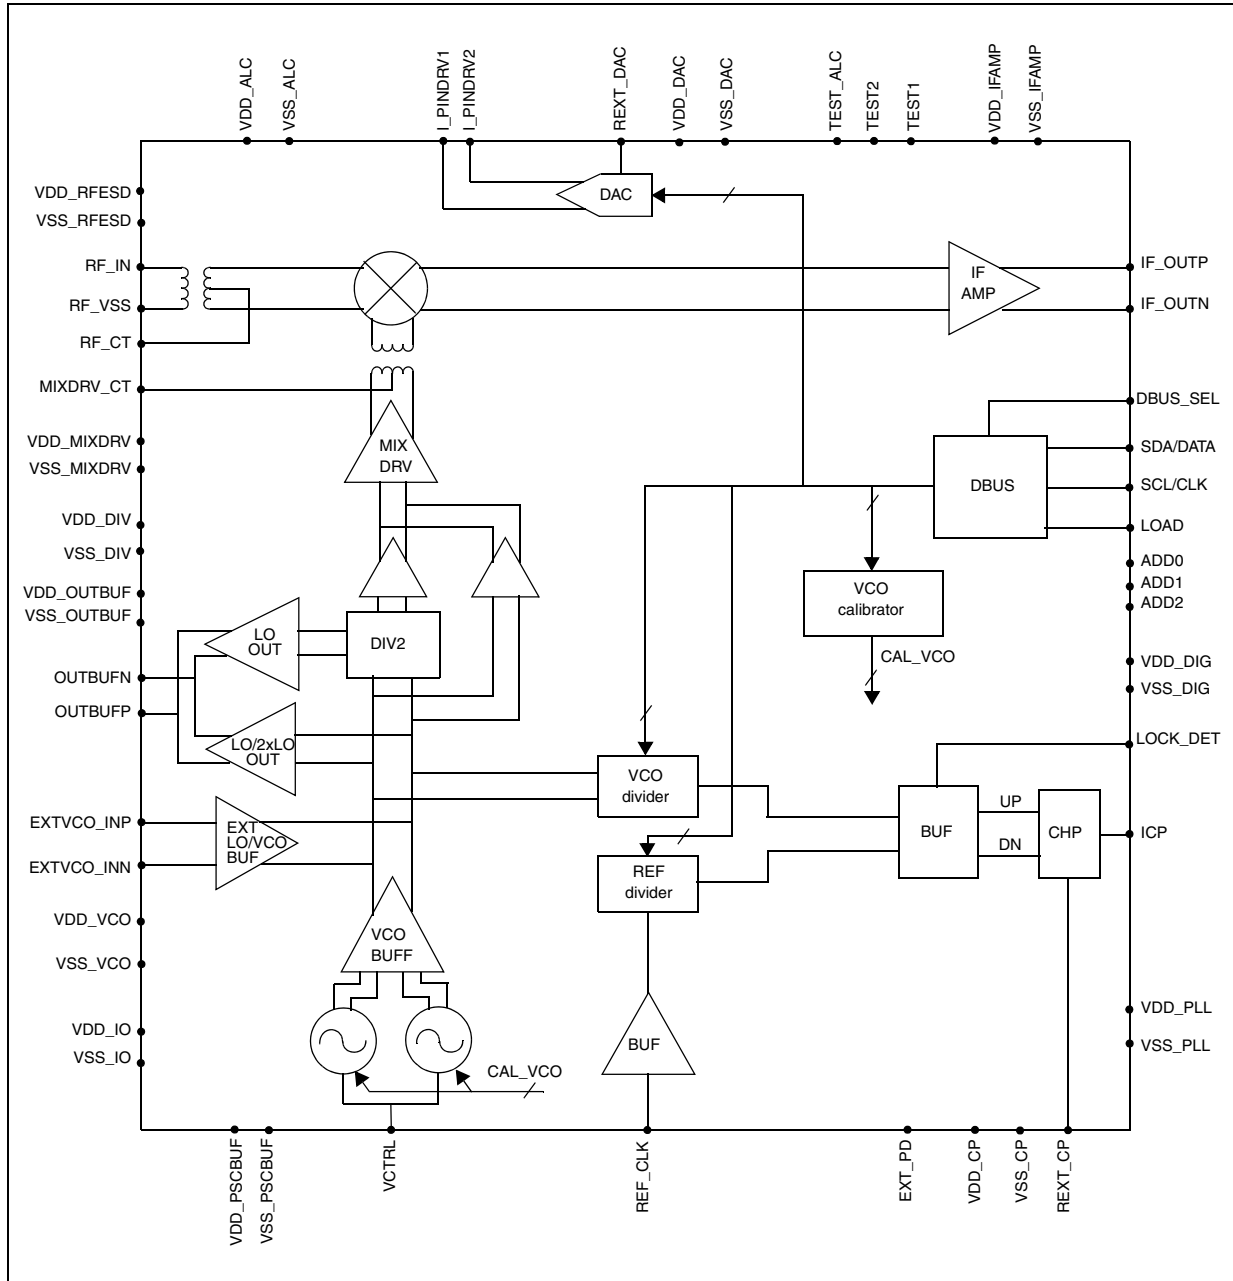 VDD_ALC
VSS_ALC
I_PINDRV1
I_PINDRV2
REXT_DAC
VDD_DAC
VSS_DAC
TEST_ALC
TEST2
TEST1
VDD_IFAMP
VSS_IFAMP
VDD_RFESD
VSS_RFESD
RF_IN
RF_VSS
RF_CT
MIXDRV_CT
VDD_MIXDRV
VSS_MIXDRV
VDD_DIV
VSS_DIV
VDD_OUTBUF
VSS_OUTBUF
OUTBUFN
OUTBUFP
EXTVCO_INP
EXTVCO_INN
VDD_VCO
VSS_VCO
VDD_IO
VSS_IO
DAC
IF
AMP
MIX
DRV
DBUS
VCO
calibrator
CAL_VCO
LO
OUT
DIV2
LO/2xLO
OUT
EXT
LO/VCO
BUF
VCO
divider
REF
divider
BUF
UP
DN
CHP
VCO
BUFF
BUF
CAL_VCO
IF_OUTP
IF_OUTN
DBUS_SEL
SDA/DATA
SCL/CLK
LOAD
ADD0
ADD1
ADD2
VDD_DIG
VSS_DIG
LOCK_DET
ICP
VDD_PLL
VSS_PLL
VDD_PSCBUF
VSS_PSCBUF
VCTRL
REF_CLK
EXT_PD
VDD_CP
VSS_CP
REXT_CP